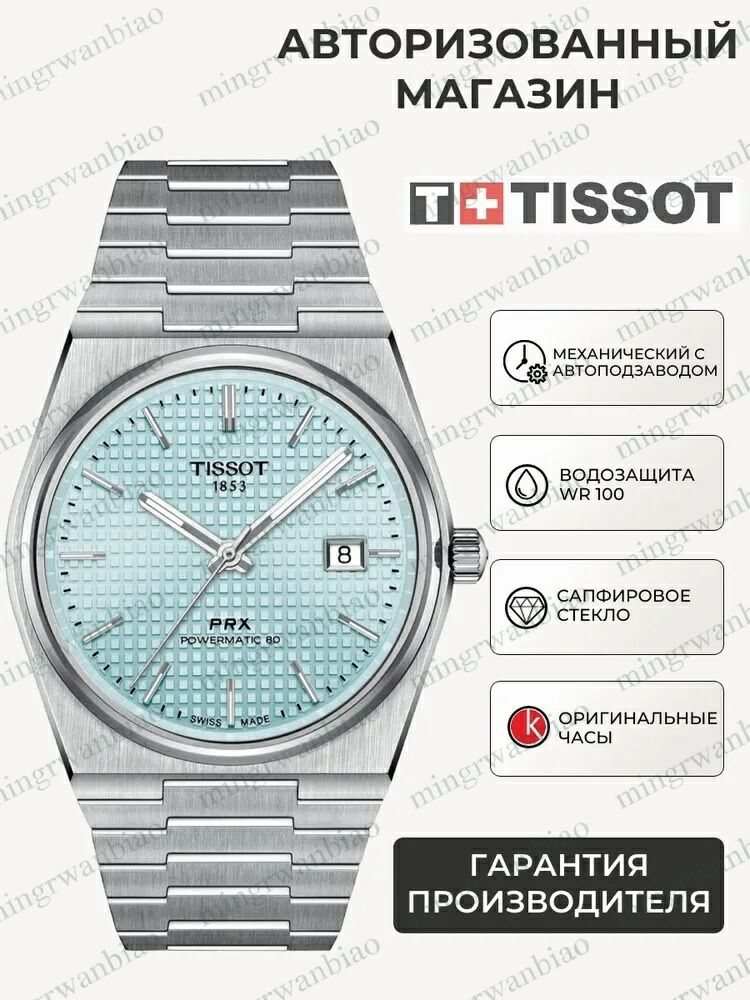 АВТОРИЗОВАННЫЙ
МАГАЗИН
T+TISSOT
МЕХАНИЧЕСКИЙ С
АВТОПОДЗАВОДОМ
ВОДОЗАЩИТА
WR 100
САПФИРОВОЕ
СТЕКЛО
k
ОРИГИНАЛЬНЫЕ
ЧАСЫ
ГАРАНТИЯ
ПРОИЗВОДИТЕЛЯ
TISSOT
1853
8
PRX
POWERMATIC 80
SWISS MADE
mingrwanbiao